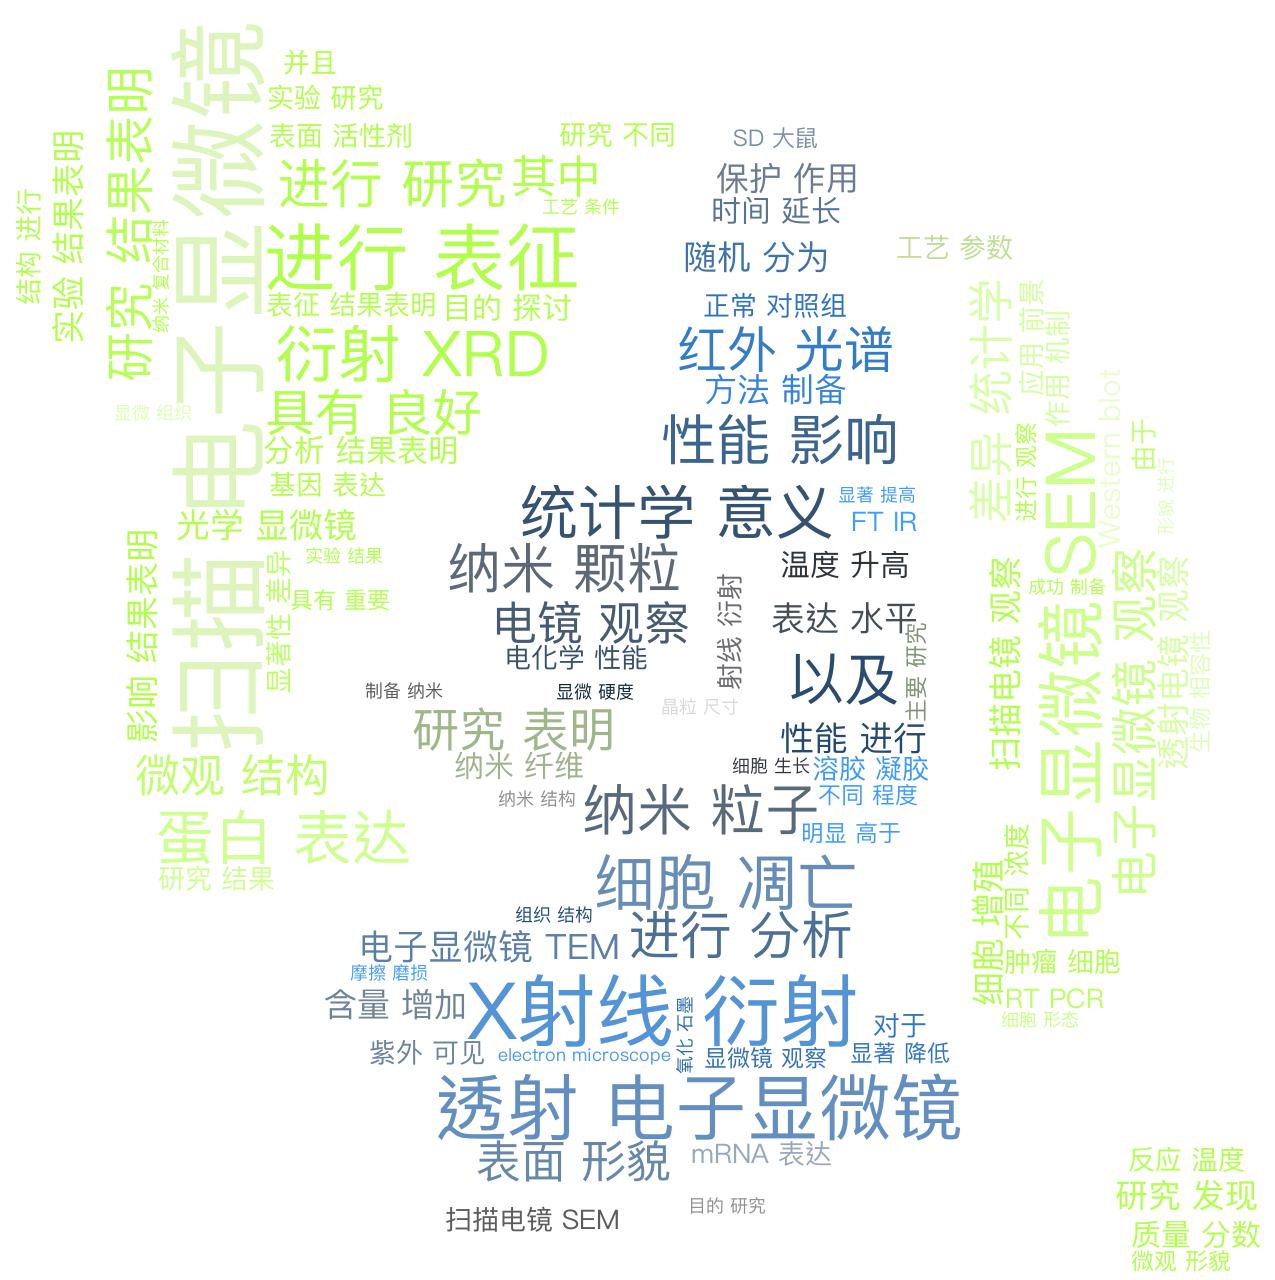 扫描 电子显微镜
研究 结果表明
实验 结果表明
结构 进行
纳米 复合材料
并且
实验 研究
表面 活性剂
进行 研究
其中
研究 不同
工艺 条件
进行 表征
表征 结果表明
目的 探讨
衍射 XRD
具有 良好
显微 组织
分析 结果表明
基因 表达
光学 显微镜
实验 结果
具有 重要
显著性 差异
影响 结果表明
微观 结构
蛋白 表达
研究 结果
SD 大鼠
保护 作用
时间 延长
随机 分为
工艺 参数
正常 对照组
红外 光谱
方法 制备
性能 影响
统计学 意义
显著 提高
FT IR
纳米 颗粒
温度 升高
电镜 观察
射线 衍射
表达 水平
电化学 性能
以及
主要 研究
制备 纳米
显微 硬度
晶粒 尺寸
研究 表明
性能 进行
纳米 纤维
细胞 生长
溶胶 凝胶
纳米 结构
纳米 粒子
不同 程度
明显 高于
细胞 凋亡
组织 结构
进行 分析
电子显微镜 TEM
摩擦 磨损
含量 增加
X射线 衍射
氧化 石墨
对于
紫外 可见
electron microscope
显微镜 观察
显著 降低
透射 电子显微镜
表面 形貌
mRNA 表达
目的 研究
扫描电镜 SEM
差异 统计学
应用 前景
作用 机制
进行 观察
电子显微镜 SEM
Western blot
由于
形貌 进行
扫描电镜 观察
成功 制备
电子显微镜 观察
透射电镜 观察
生物 相容性
细胞 增殖
不同 浓度
肿瘤 细胞
RT PCR
细胞 形态
反应 温度
研究 发现
质量 分数
微观 形貌